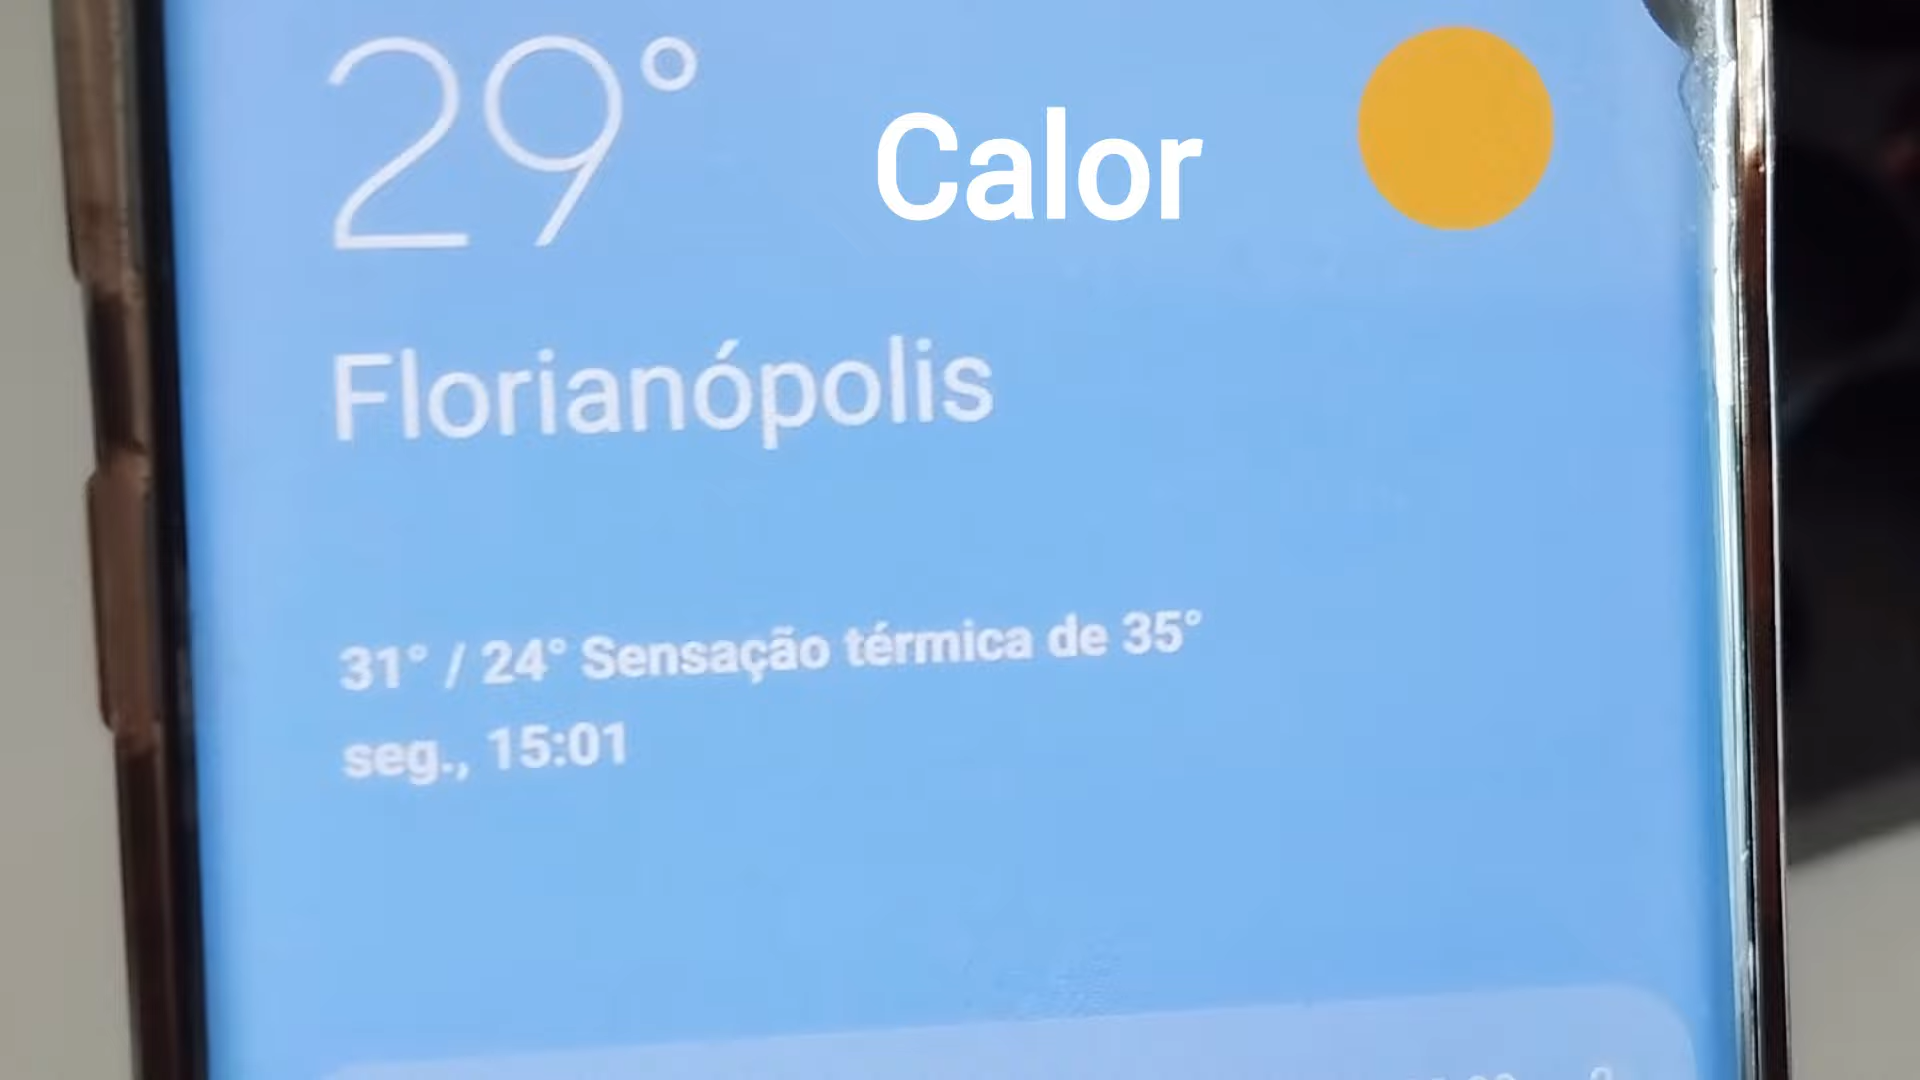 29° Calor
Florianópolis
31° / 24° Sensação térmica de 35°
seg., 15:01